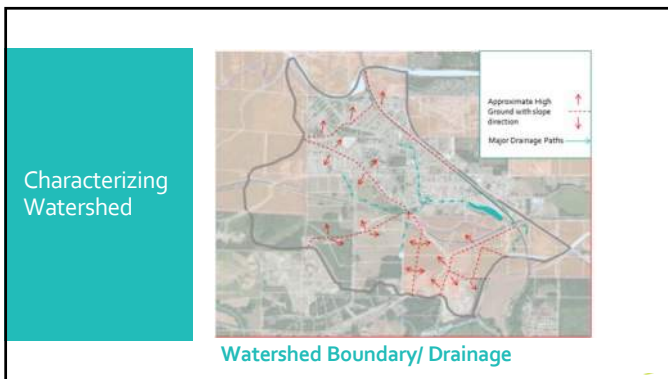 Characterizing
Watershed
Approximate High
Ground with slope
direction
Major Drainage Paths
Watershed Boundary/ Drainage